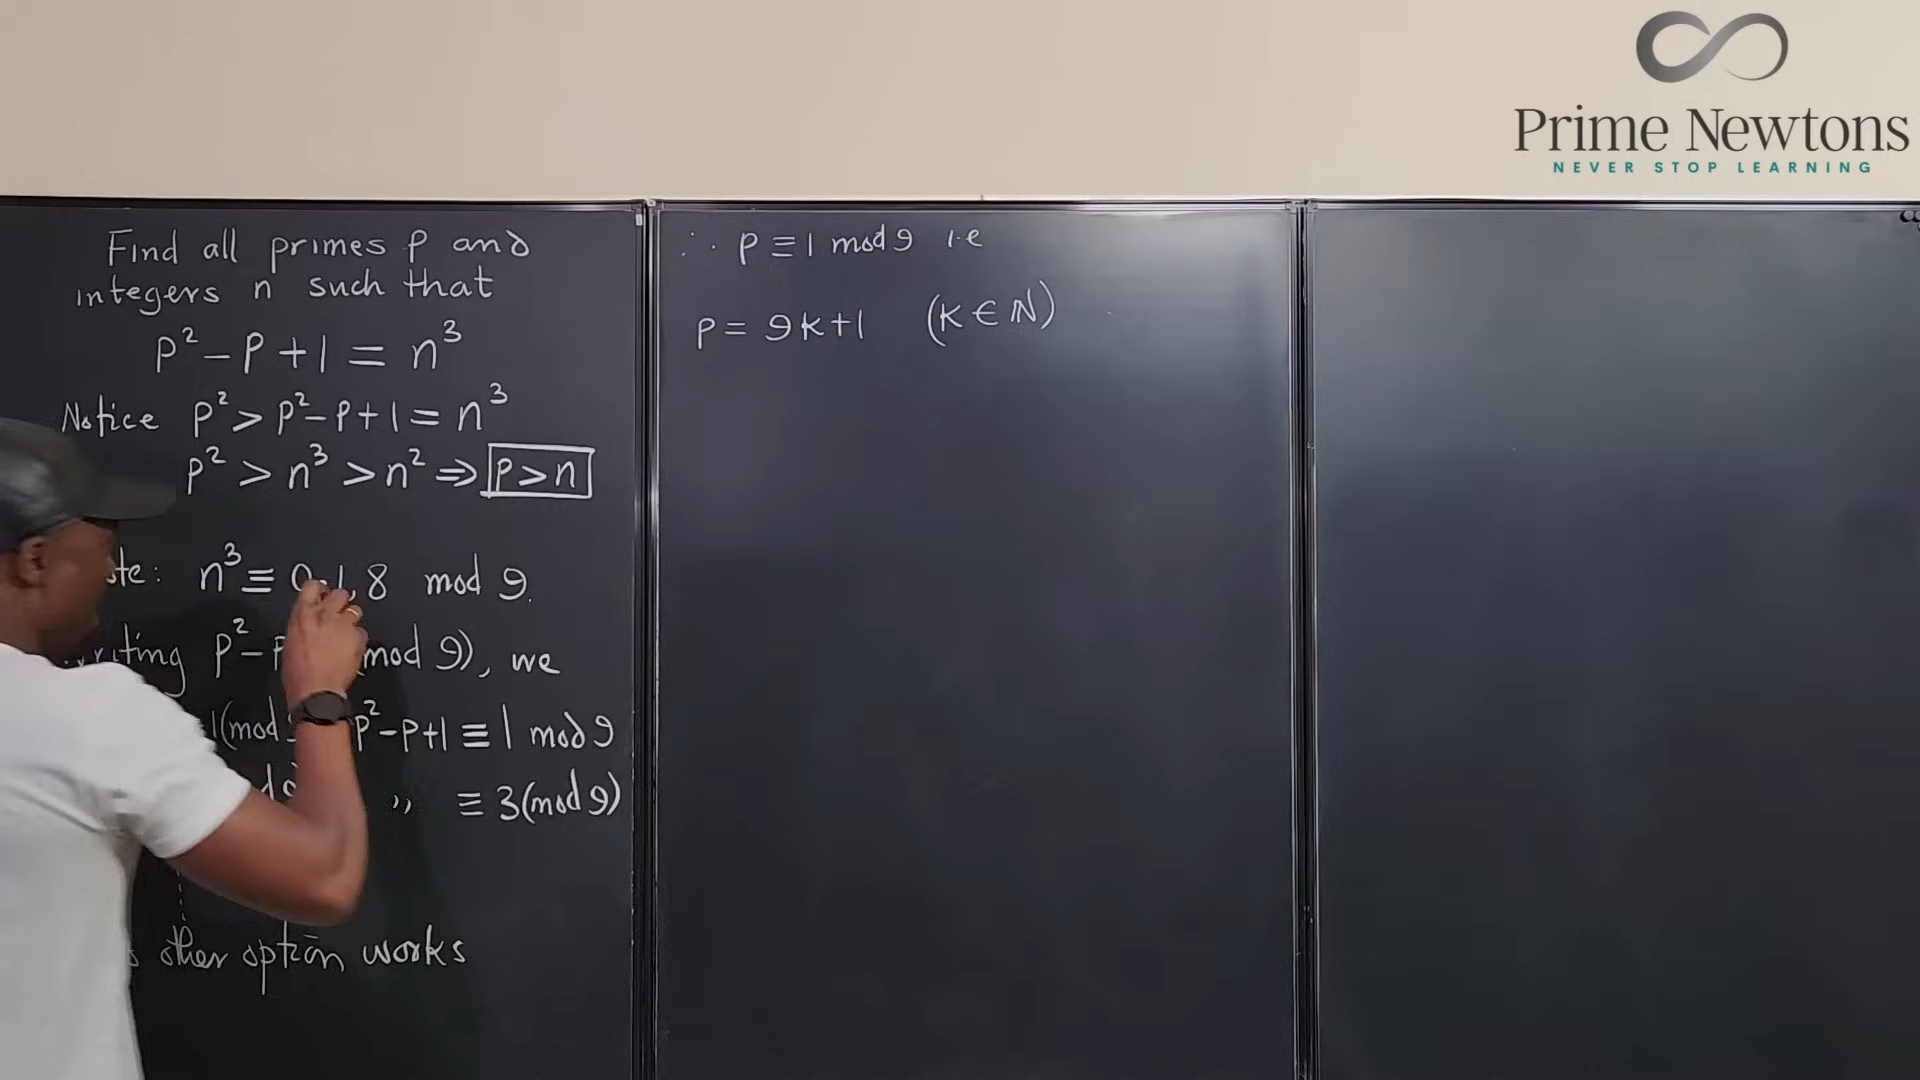 Prime Newtons
NEVER STOP LEARNING
Find all primes p and
integers n such that
p² - p + 1 = n³
Notice p² > p² - p + 1 = n³
p² > n³ > n² ⇒ p > n
n³ ≡ 0, 1, 8 mod 9.
p² - p mod 9), we
1(mod p² - p + 1 ≡ 1 mod 9
,, ≡ 3(mod 9)
other option works
∴ p ≡ 1 mod 9 i.e
p = 9k+1 (k ∈ ℕ)